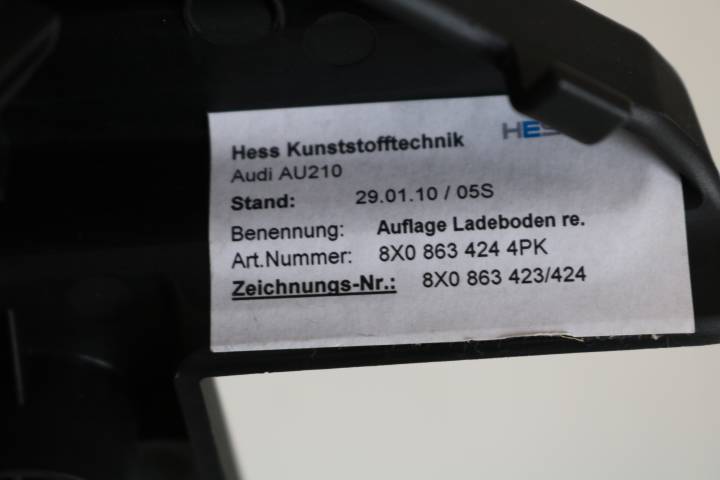 HES
Hess Kunststofftechnik
Audi AU210
Stand: 29.01.10 / 05S
Benennung: Auflage Ladeboden re.
Art.Nummer: 8X0 863 424 4PK
Zeichnungs-Nr.: 8X0 863 423/424